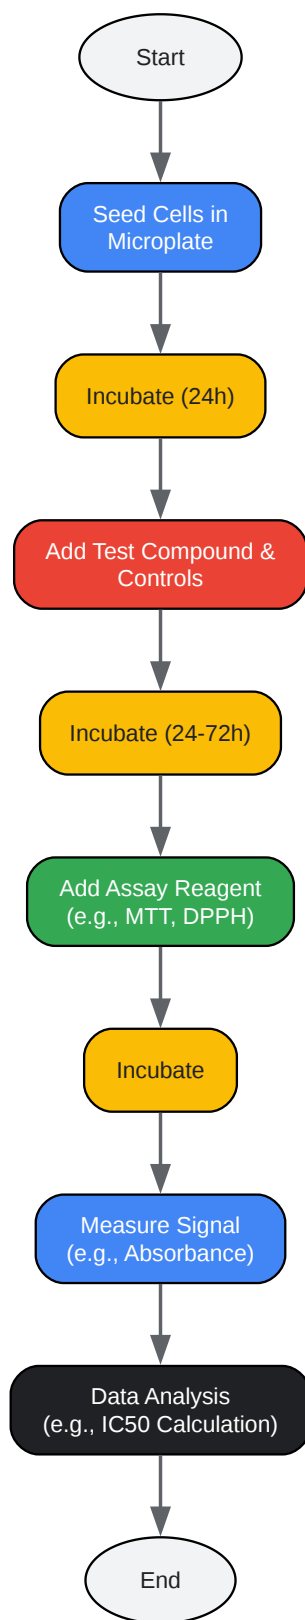 Start
Seed Cells in
Microplate
Incubate (24h)
Add Test Compound &
Controls
Incubate (24-72h)
Add Assay Reagent
(e.g., MTT, DPPH)
Incubate
Measure Signal
(e.g., Absorbance)
Data Analysis
(e.g., IC50 Calculation)
End